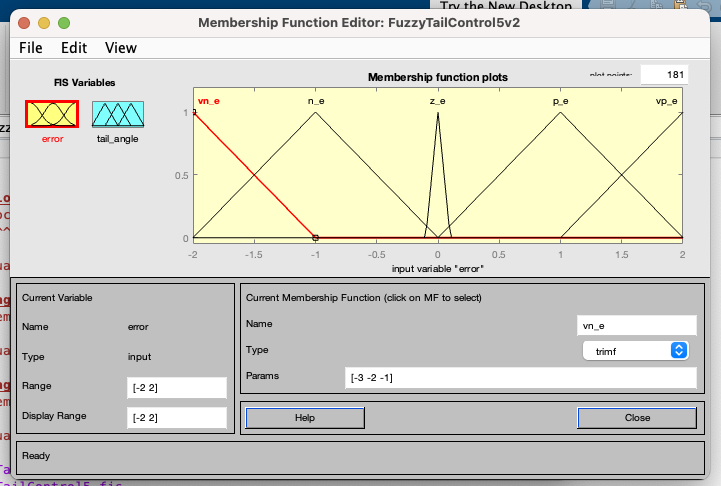 Try the New Desktop
Membership Function Editor: FuzzyTailControl5v2
File Edit View
FIS Variables
Membership function plots
plot points:
181
error
tail_angle
vn_e
n_e
z_e
p_e
vp_e
1
0.5
0
-2 -1.5 -1 -0.5 0 0.5 1 1.5 2
input variable "error"
Current Variable
Name error
Type input
Range [-2 2]
Display Range [-2 2]
Current Membership Function (click on MF to select)
Name vn_e
Type trimf
Params [-3 -2 -1]
Help
Close
Ready
TailControl5.fis